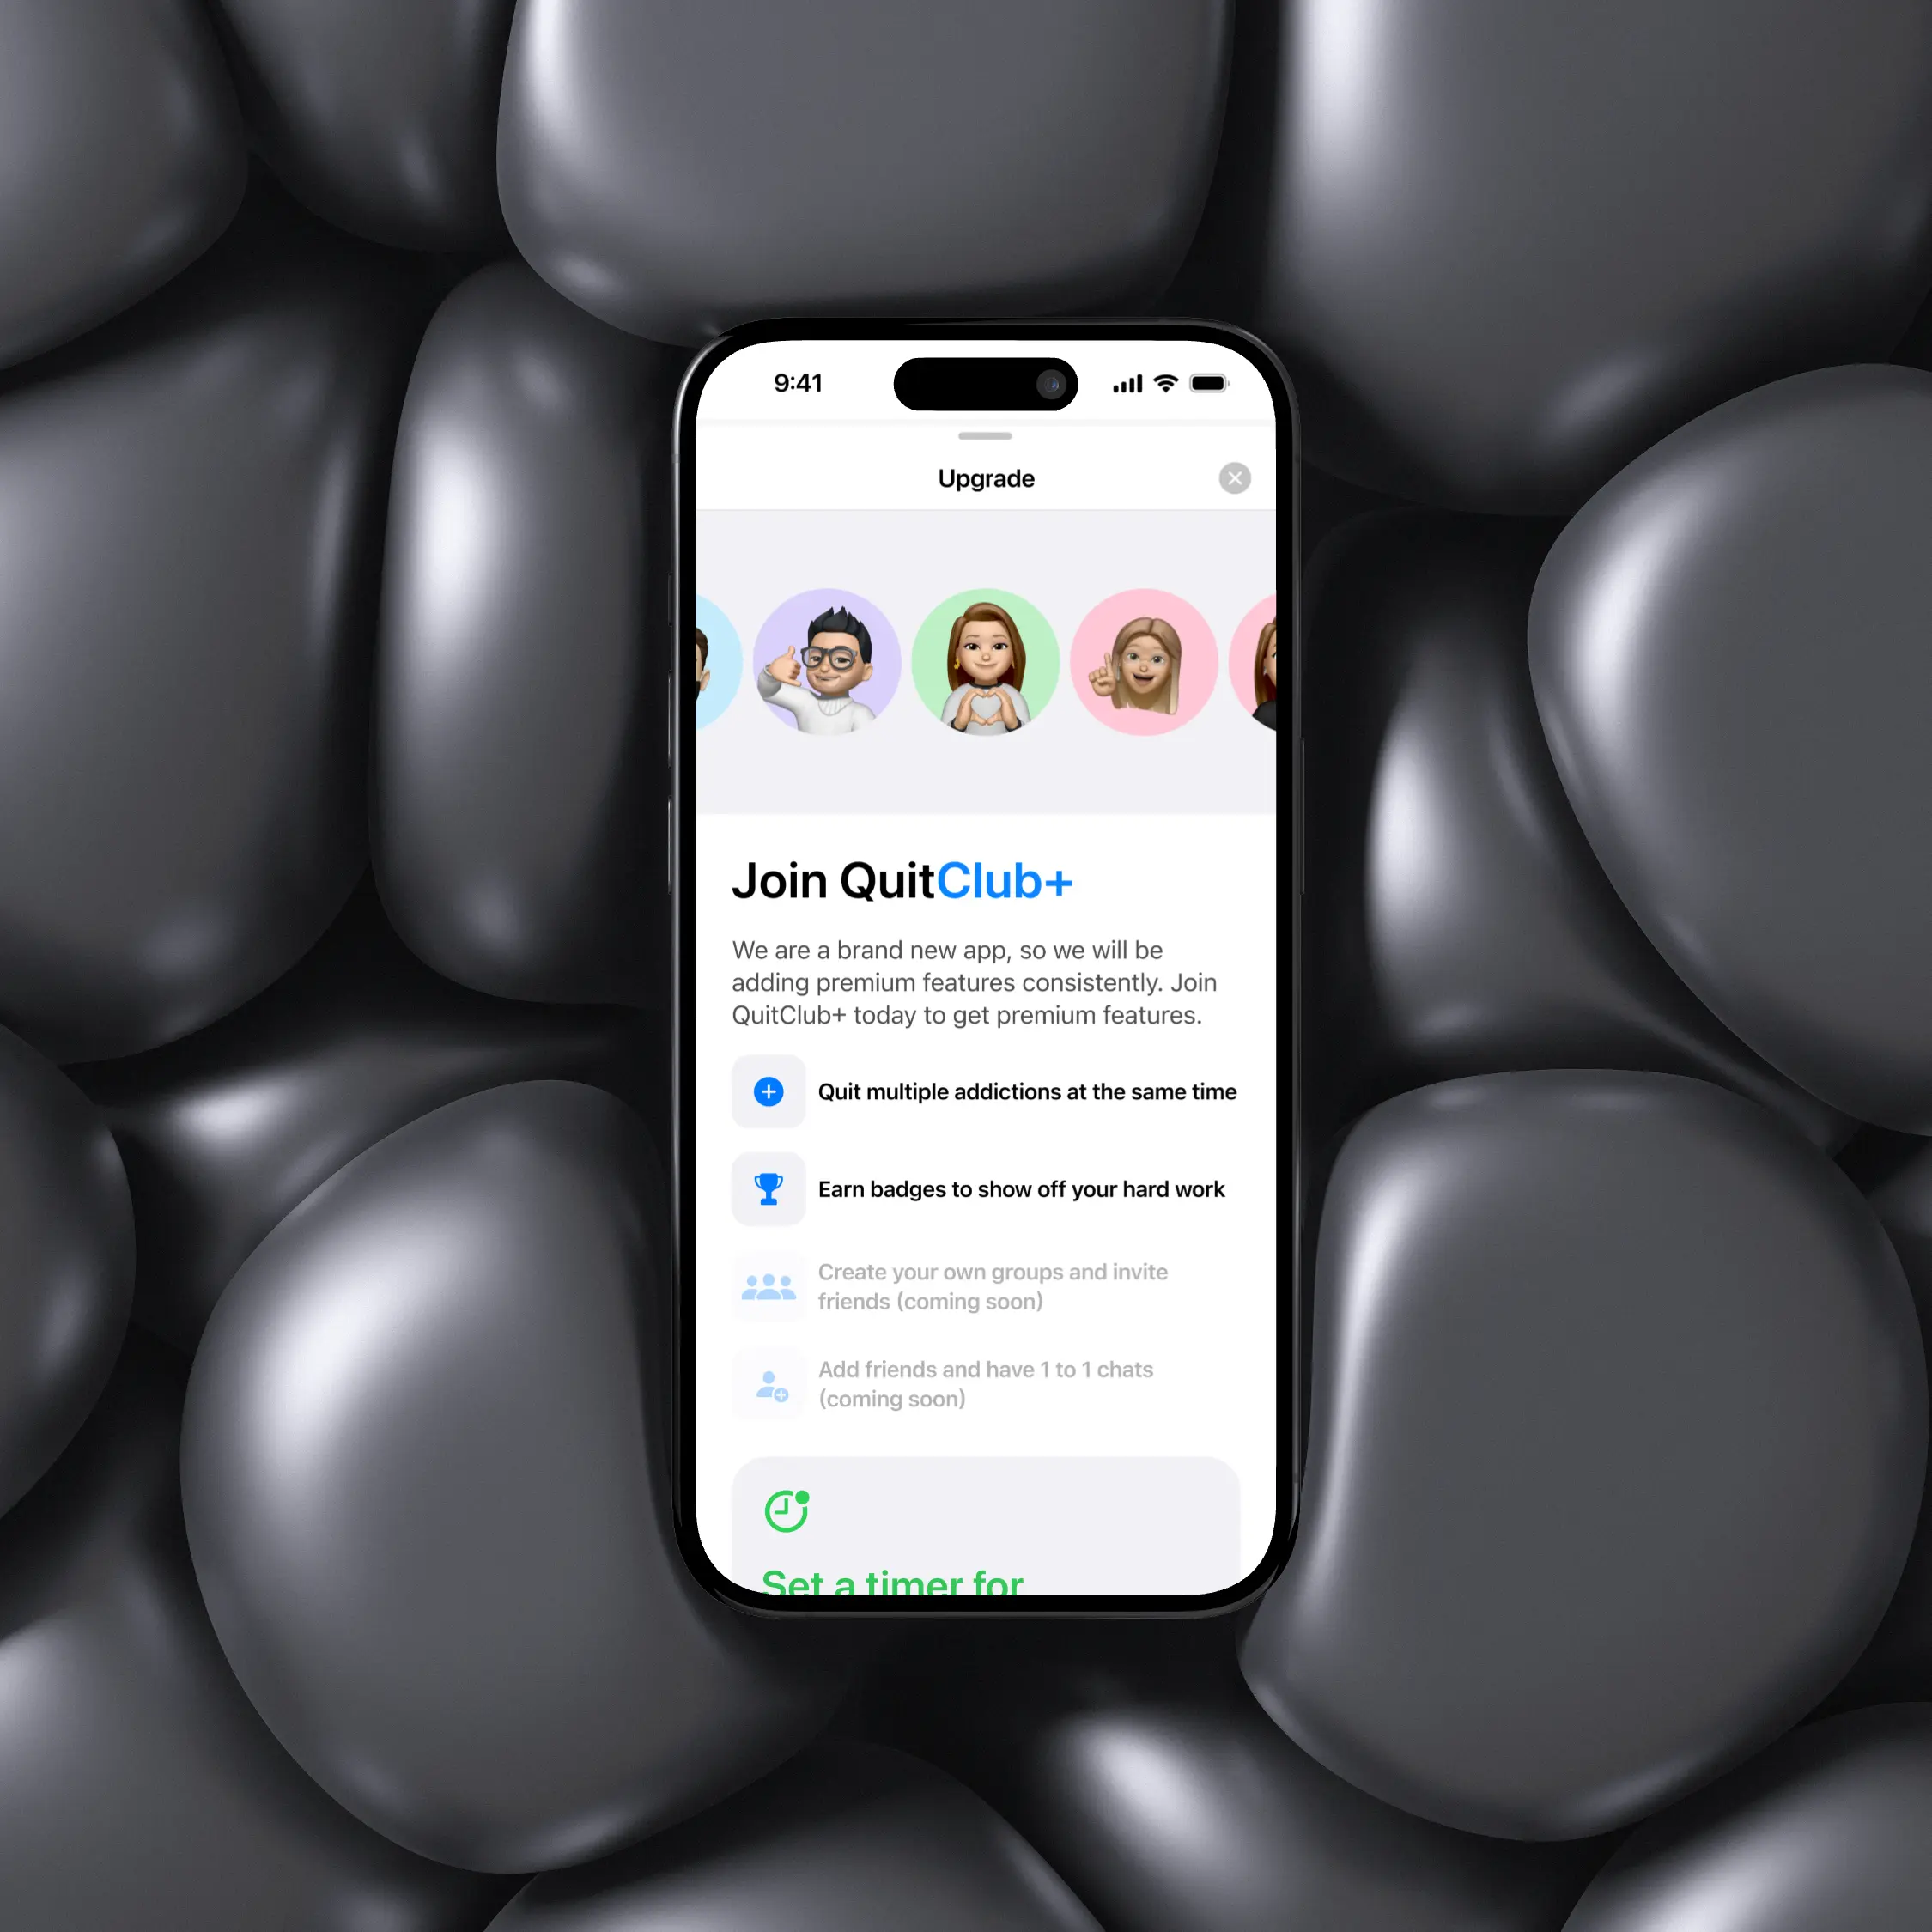 9:41
Upgrade
Join QuitClub+
We are a brand new app, so we will be
adding premium features consistently. Join
QuitClub+ today to get premium features.
Quit multiple addictions at the same time
Earn badges to show off your hard work
Create your own groups and invite
friends (coming soon)
Add friends and have 1 to 1 chats
(coming soon)
Set a timer for